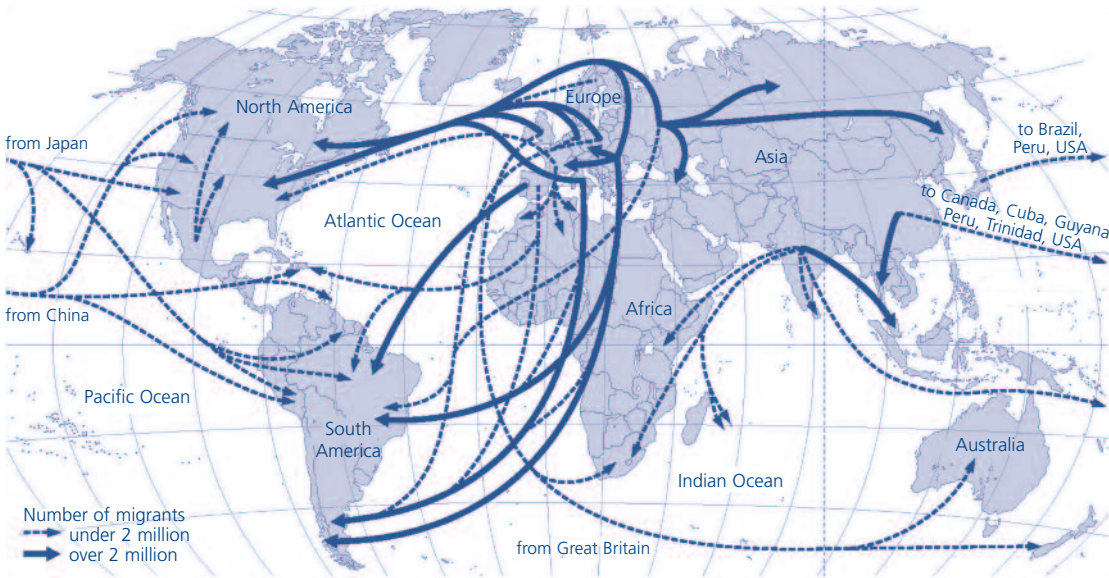 North America
Europe
from Japan
to Brazil,
Peru, USA
Asia
to Canada, Cuba, Guyana
Peru, Trinidad, USA
Atlantic Ocean
from China
Africa
Pacific Ocean
South
America
Australia
Indian Ocean
Number of migrants
under 2 million
over 2 million
from Great Britain